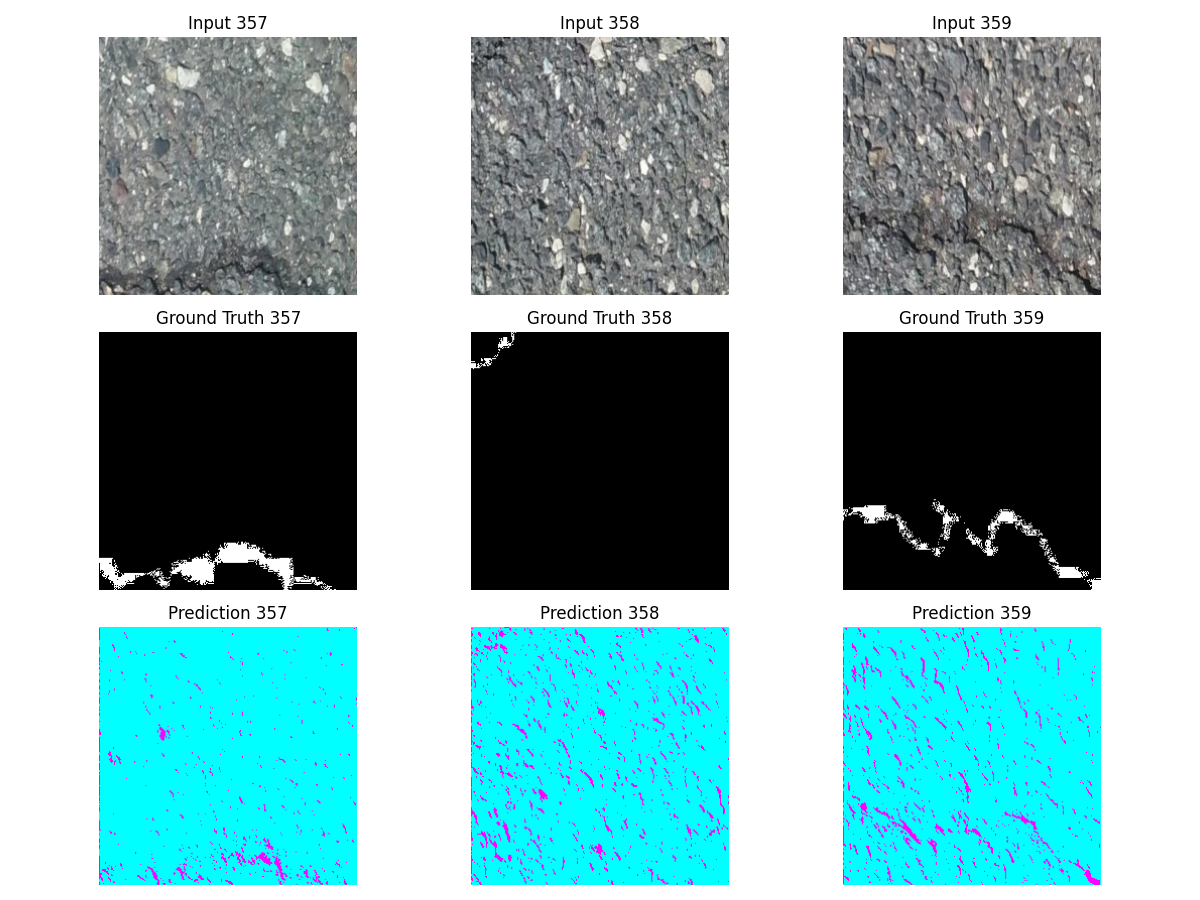 Input 357
Input 358
Input 359
Ground Truth 357
Ground Truth 358
Ground Truth 359
Prediction 357
Prediction 358
Prediction 359